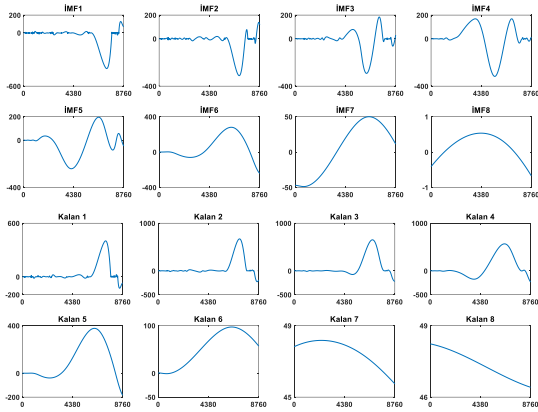 İMF1 İMF2 İMF3 İMF4
200 200 200 200
0 0 0 0
-600 -400 -400 -400
0 4380 8760 0 4380 8760 0 4380 8760 0 4380 8760
İMF5 İMF6 İMF7 İMF8
200 400 50 1
0 0 0 0
-400 -400 -50 -1
0 4380 8760 0 4380 8760 0 4380 8760 0 4380 8760
Kalan 1 Kalan 2 Kalan 3 Kalan 4
600 1000 1000 1000
0 0 0 0
-200 -500 -500 -500
0 4380 8760 0 4380 8760 0 4380 8760 0 4380 8760
Kalan 5 Kalan 6 Kalan 7 Kalan 8
400 100 49 49
0 0
-200 -50 46 46
0 4380 8760 0 4380 8760 0 4380 8760 0 4380 8760